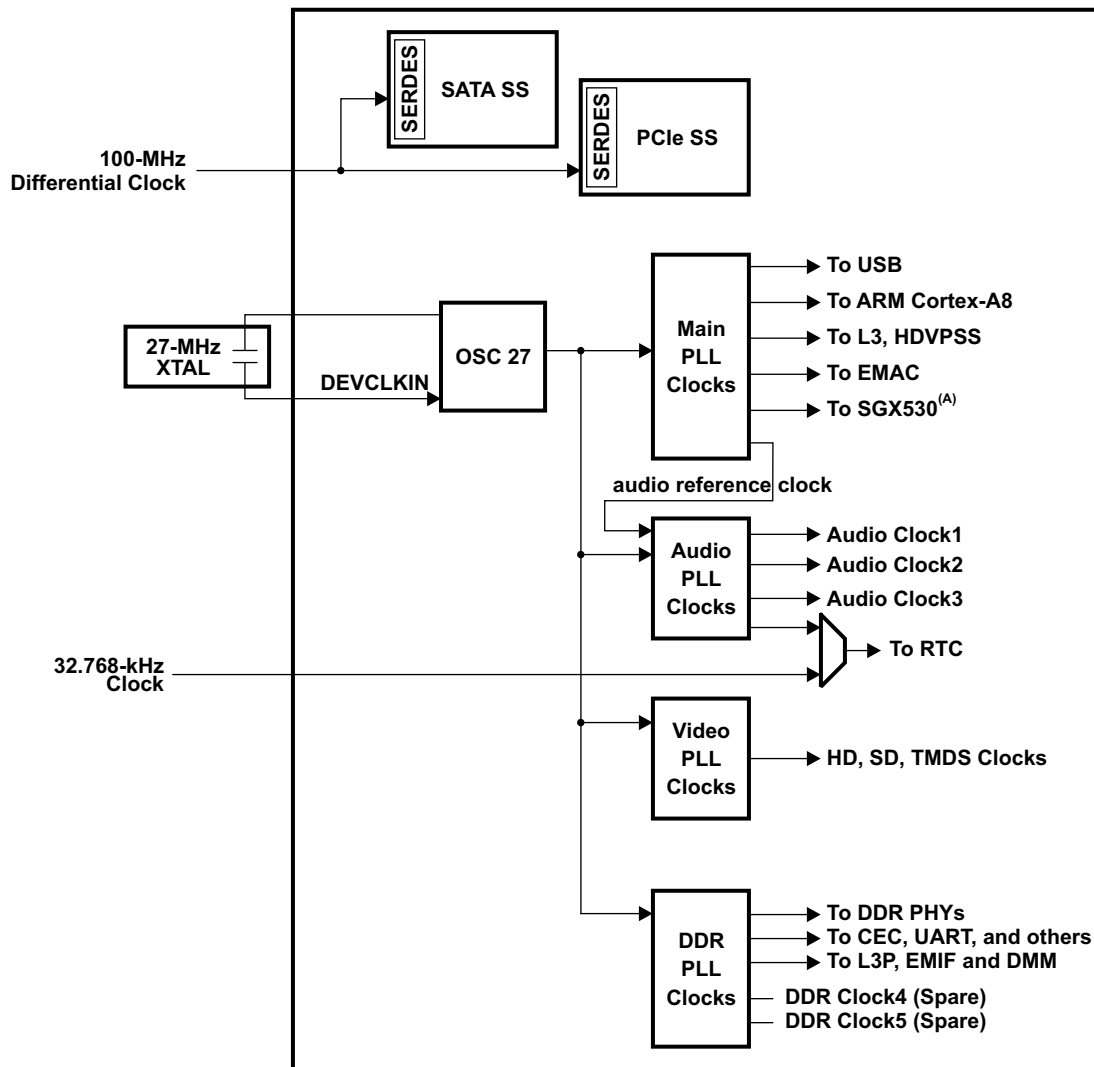 SERDES
SATA SS
SERDES
PCIe SS
100-MHz
Differential Clock
27-MHz
XTAL
DEVCLKIN
OSC 27
Main
PLL
Clocks
To USB
To ARM Cortex-A8
To L3, HDVPSS
To EMAC
To SGX530(A)
audio reference clock
Audio
PLL
Clocks
Audio Clock1
Audio Clock2
Audio Clock3
To RTC
32.768-kHz
Clock
Video
PLL
Clocks
HD, SD, TMDS Clocks
DDR
PLL
Clocks
To DDR PHYs
To CEC, UART, and others
To L3P, EMIF and DMM
DDR Clock4 (Spare)
DDR Clock5 (Spare)